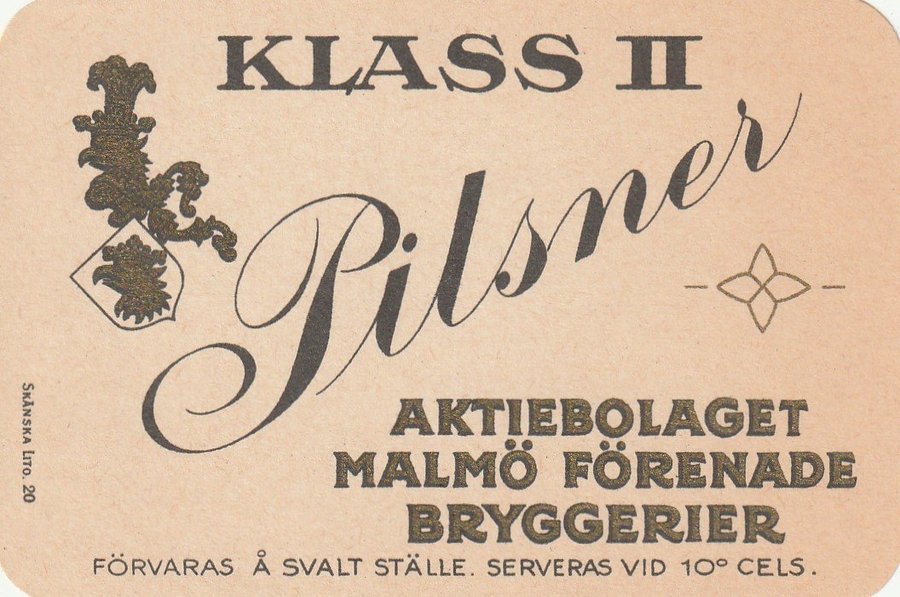 KLASS II
Pilsner
AKTIEBOLAGET
MALMÖ FÖRENADE
BRYGGERIER
FÖRVARAS Å SVALT STÄLLE. SERVERAS VID 10° CELS.
SKÅNSKA LITO. 20